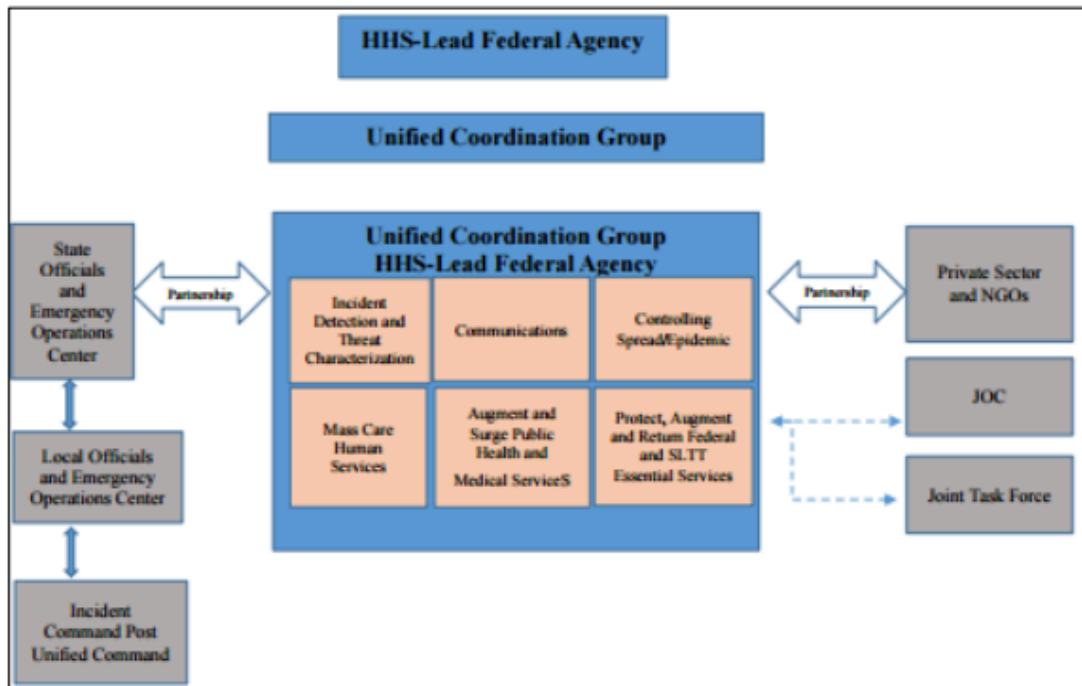 HHS-Lead Federal Agency
Unified Coordination Group
Unified Coordination Group
HHS-Lead Federal Agency
State
Officials
and
Emergency
Operations
Center
Partnership
Incident
Detection and
Threat
Characterization
Communications
Controlling
Spread/Epidemic
Partnership
Private Sector
and NGOs
Mass Care
Human
Services
Augment and
Surge Public
Health and
Medical ServiceS
Protect, Augment
and Return Federal
and SLTT
Essential Services
JOC
Local Officials
and Emergency
Operations Center
Joint Task Force
Incident
Command Post
Unified Command